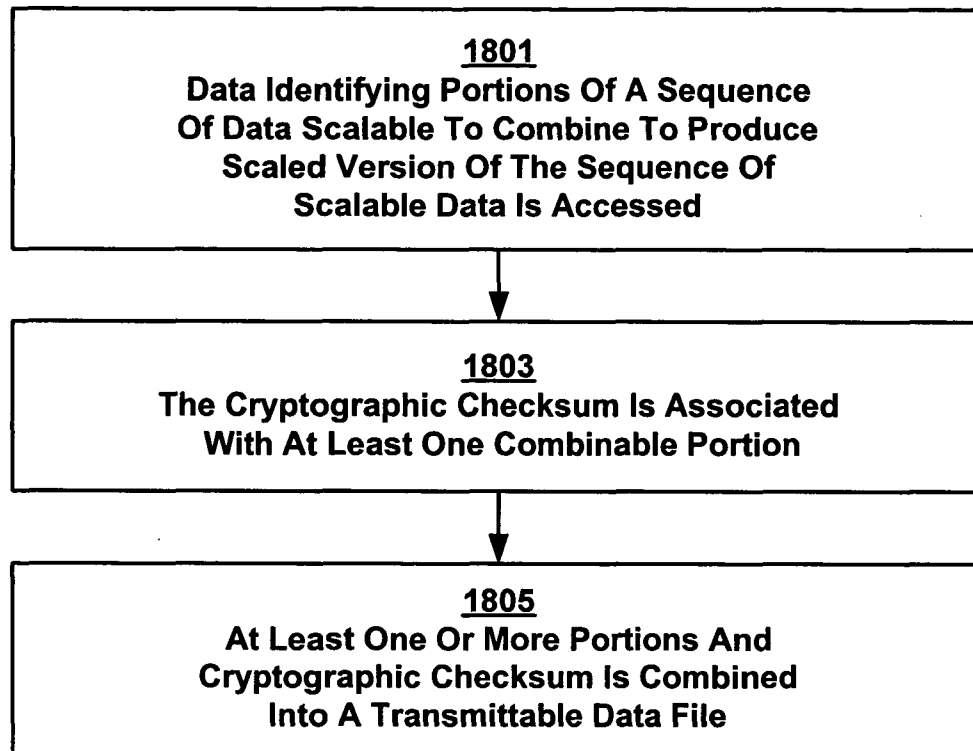 1801
Data Identifying Portions Of A Sequence
Of Data Scalable To Combine To Produce
Scaled Version Of The Sequence Of
Scalable Data Is Accessed
1803
The Cryptographic Checksum Is Associated
With At Least One Combinable Portion
1805
At Least One Or More Portions And
Cryptographic Checksum Is Combined
Into A Transmittable Data File